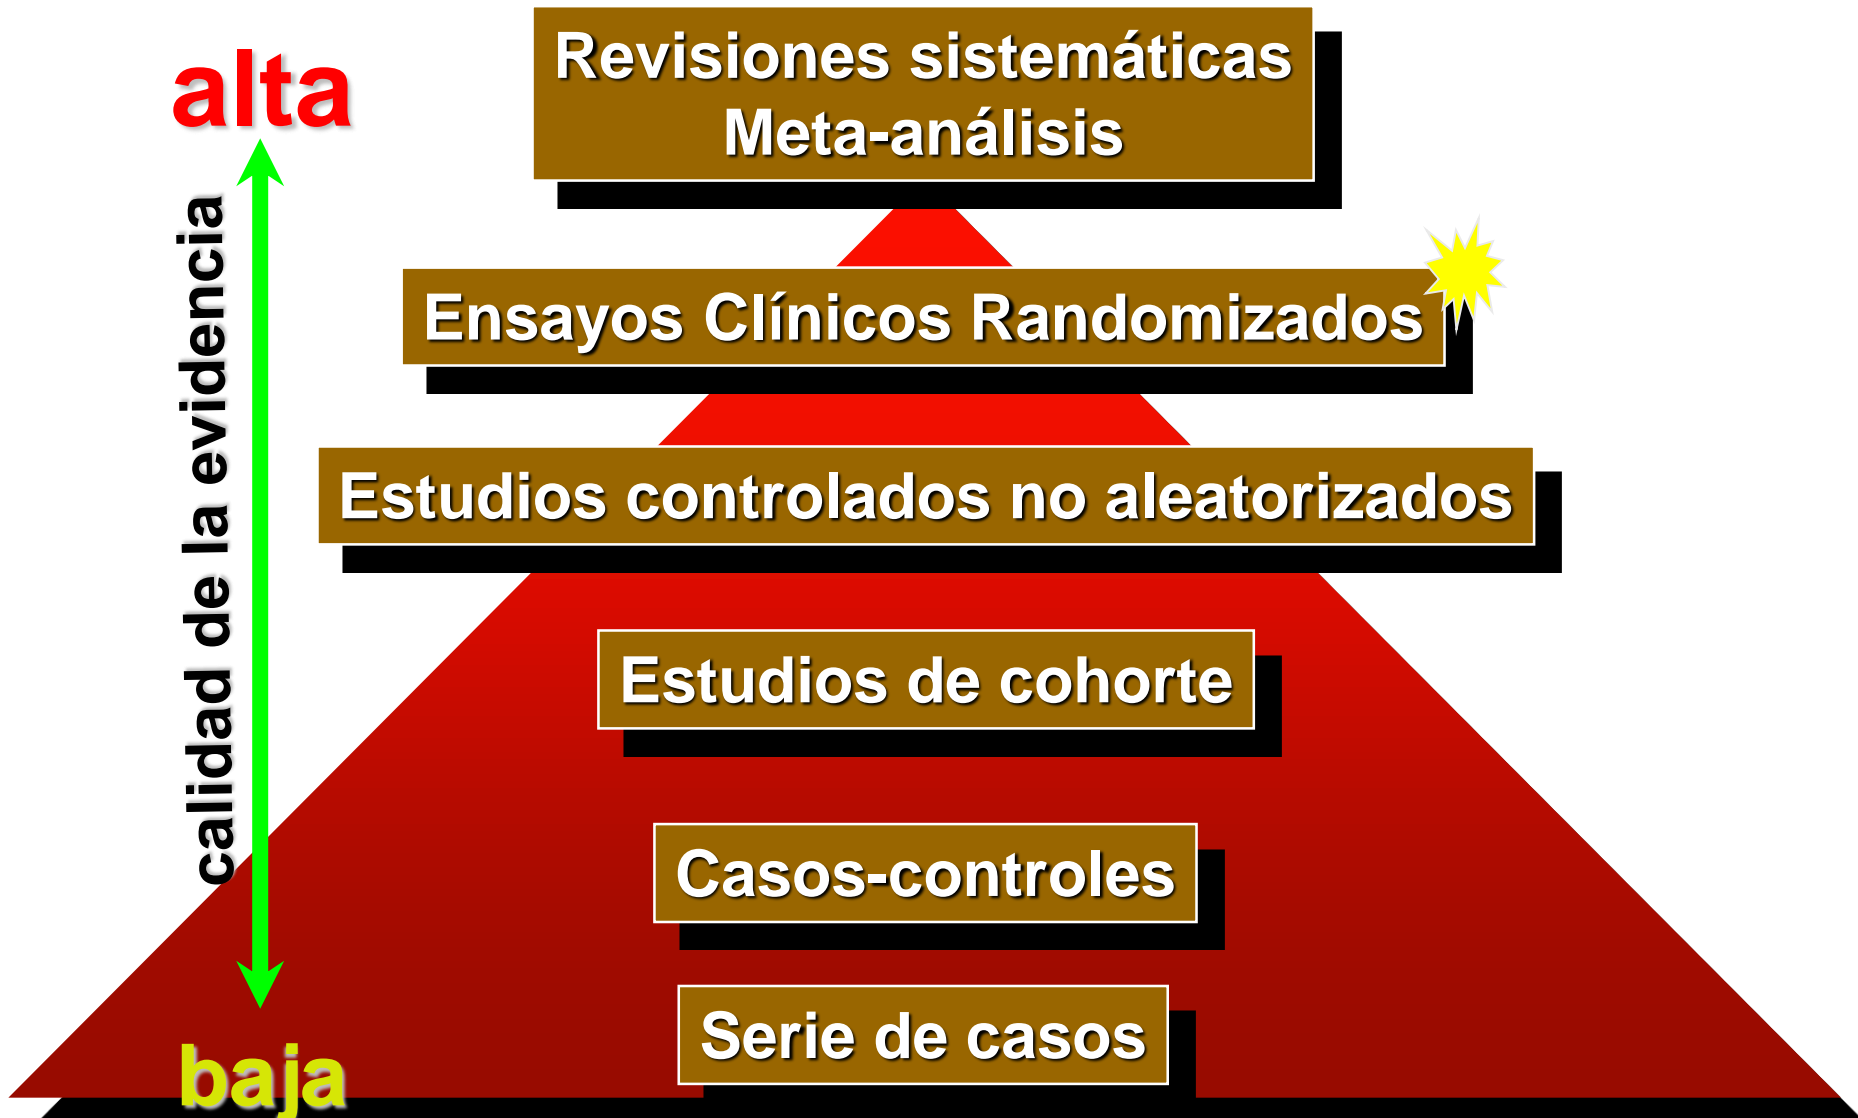 Revisiones sistemáticas
Meta-análisis
alta
Ensayos Clínicos Randomizados
calidad de la evidencia
Estudios controlados no aleatorizados
Estudios de cohorte
Casos-controles
Serie de casos
baja